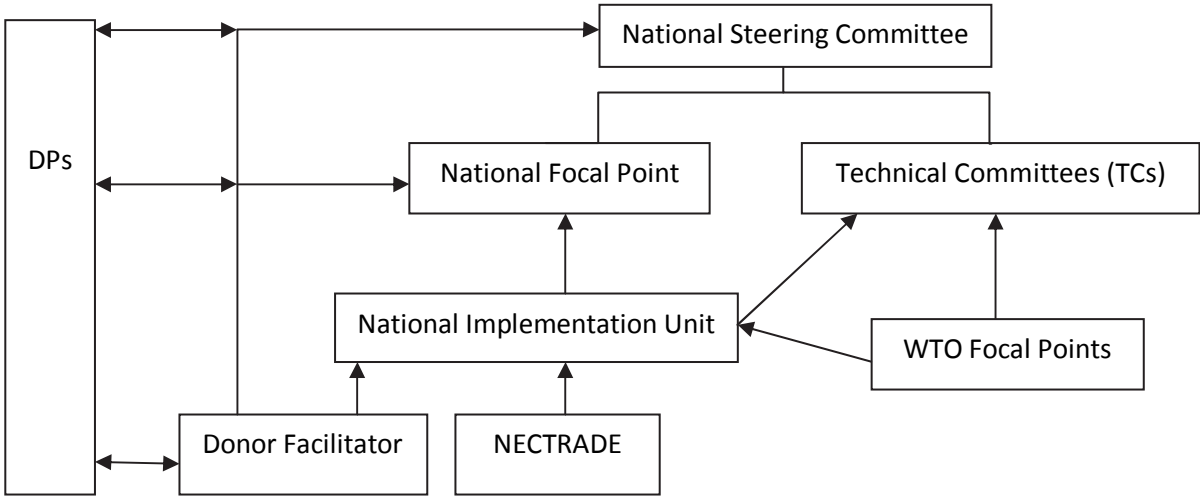 National Steering Committee
DPs
National Focal Point
Technical Committees (TCs)
National Implementation Unit
WTO Focal Points
Donor Facilitator
NECTRADE